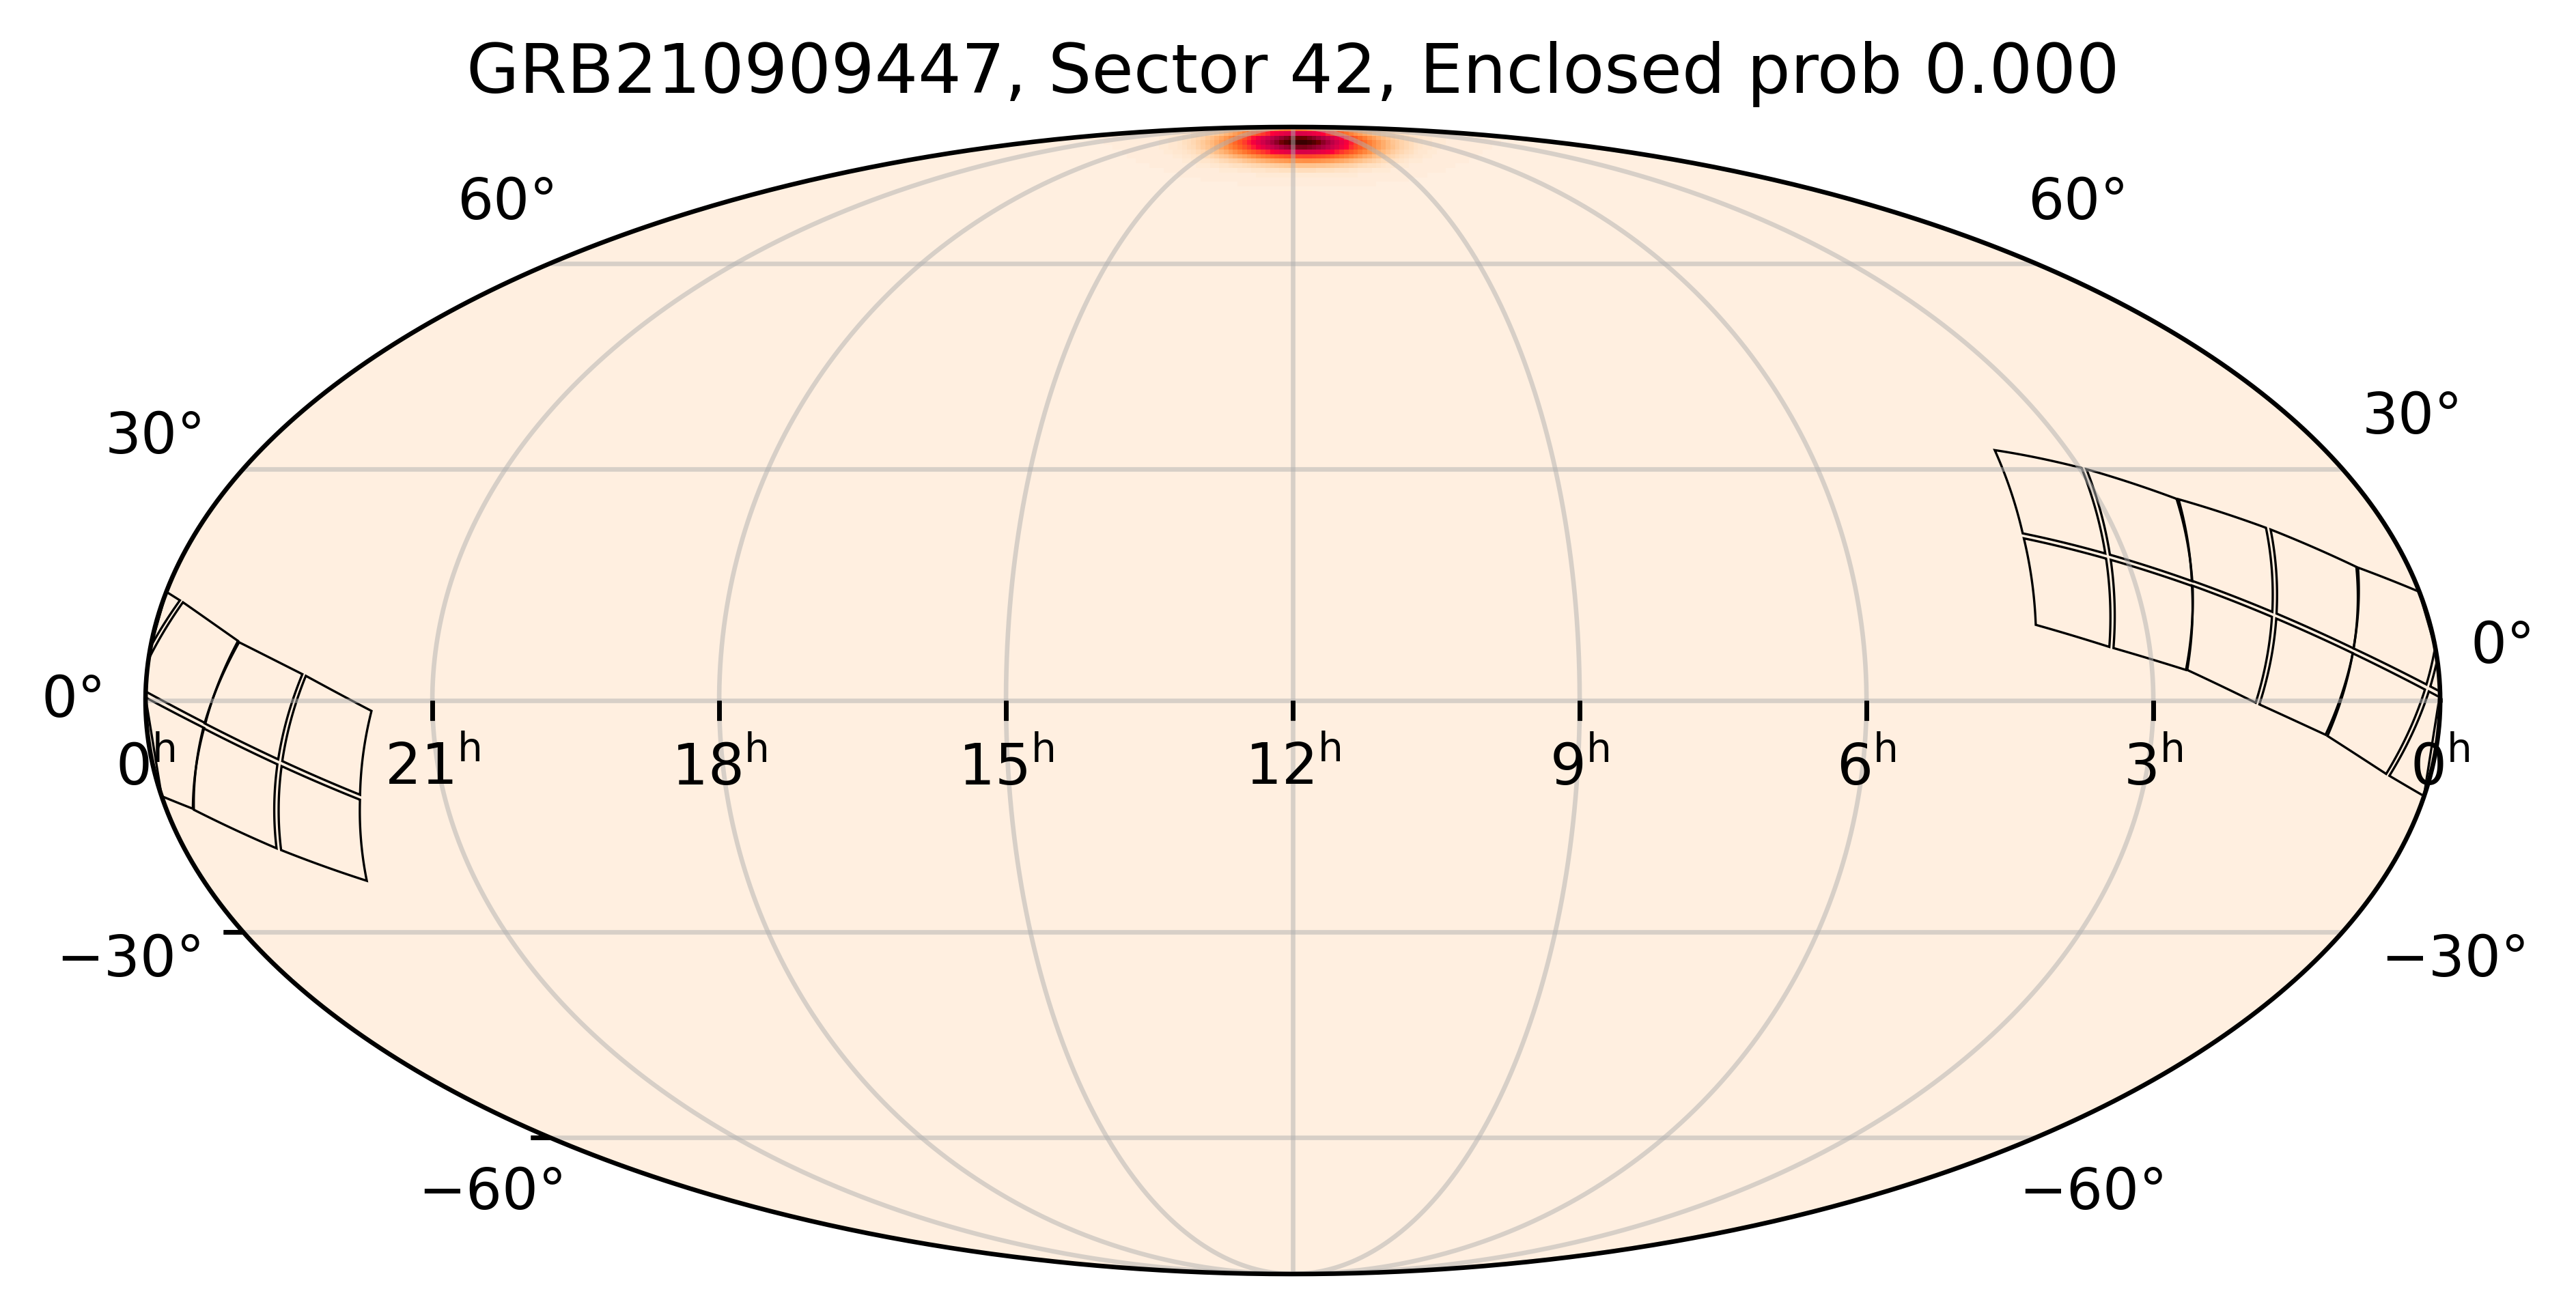 GRB210909447, Sector 42, Enclosed prob 0.000
60° 60°
30° 30°
0° 0°
0ʰ 21ʰ 18ʰ 15ʰ 12ʰ 9ʰ 6ʰ 3ʰ 0ʰ
−30° −30°
−60° −60°